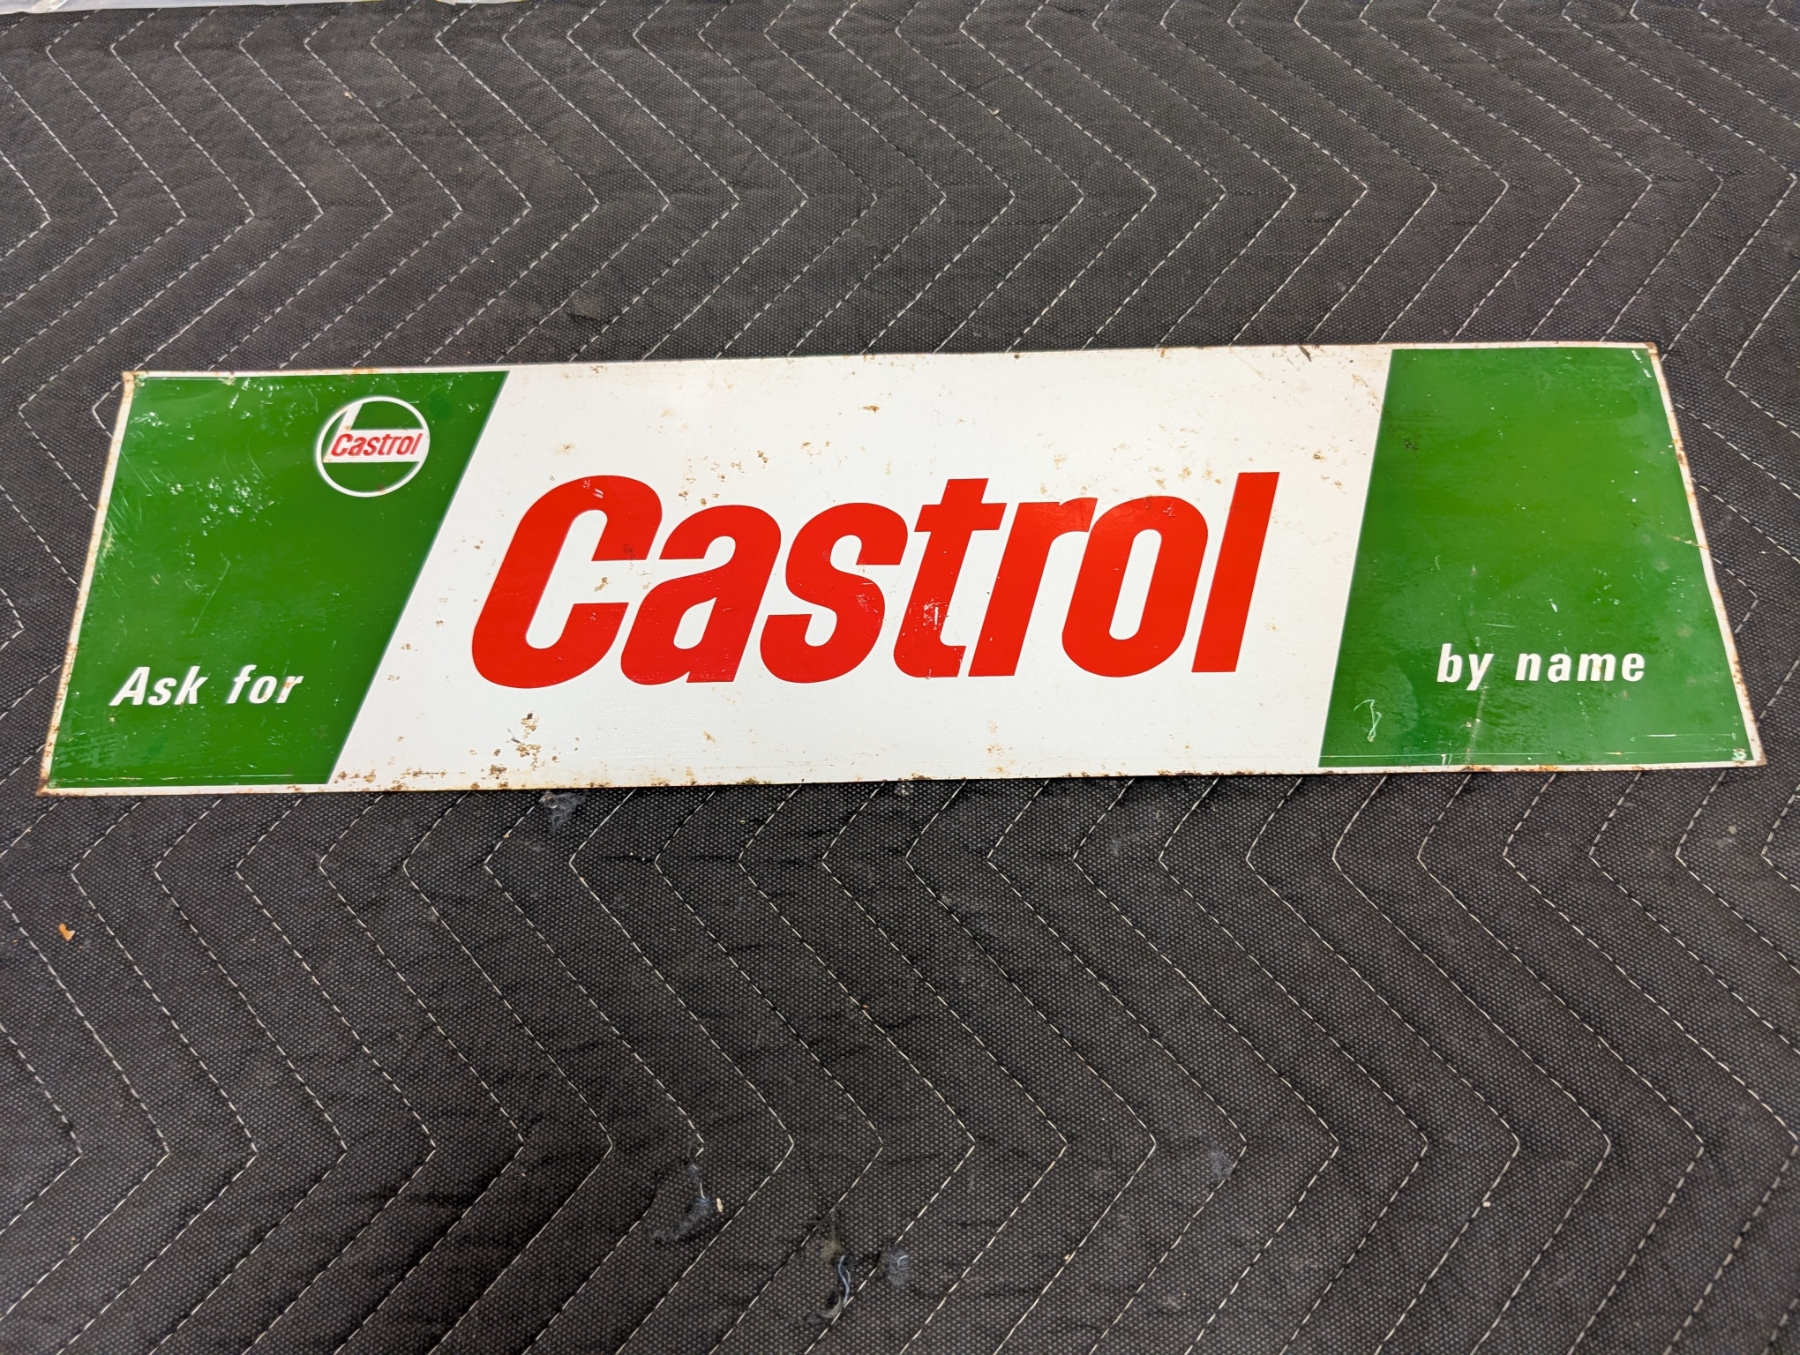 Castrol
Ask for
Castrol
by name